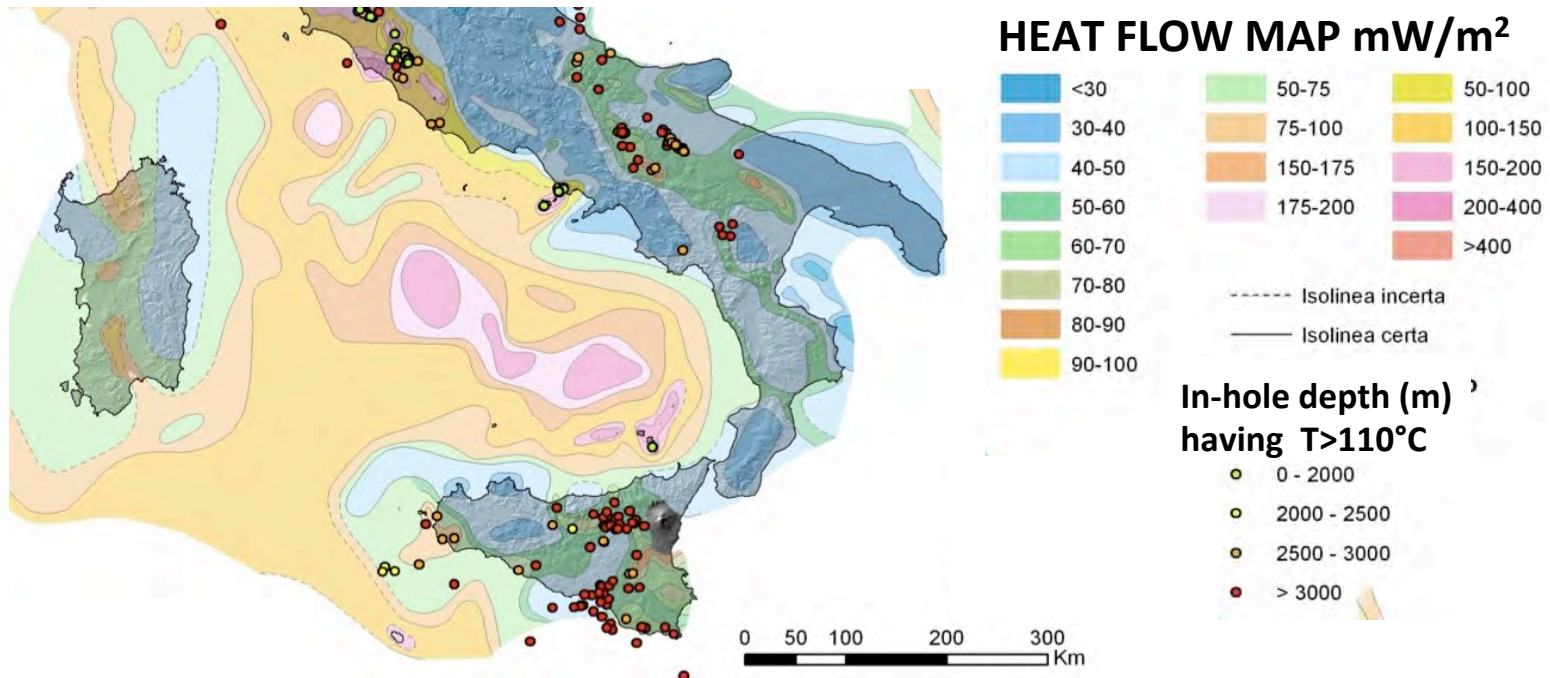 HEAT FLOW MAP mW/m²
<30
30-40
40-50
50-60
60-70
70-80
80-90
90-100
50-75
75-100
150-175
175-200
50-100
100-150
150-200
200-400
>400
Isolinea incerta
Isolinea certa
In-hole depth (m)
having T>110°C
0 - 2000
2000 - 2500
2500 - 3000
> 3000
0 50 100 200 300
Km